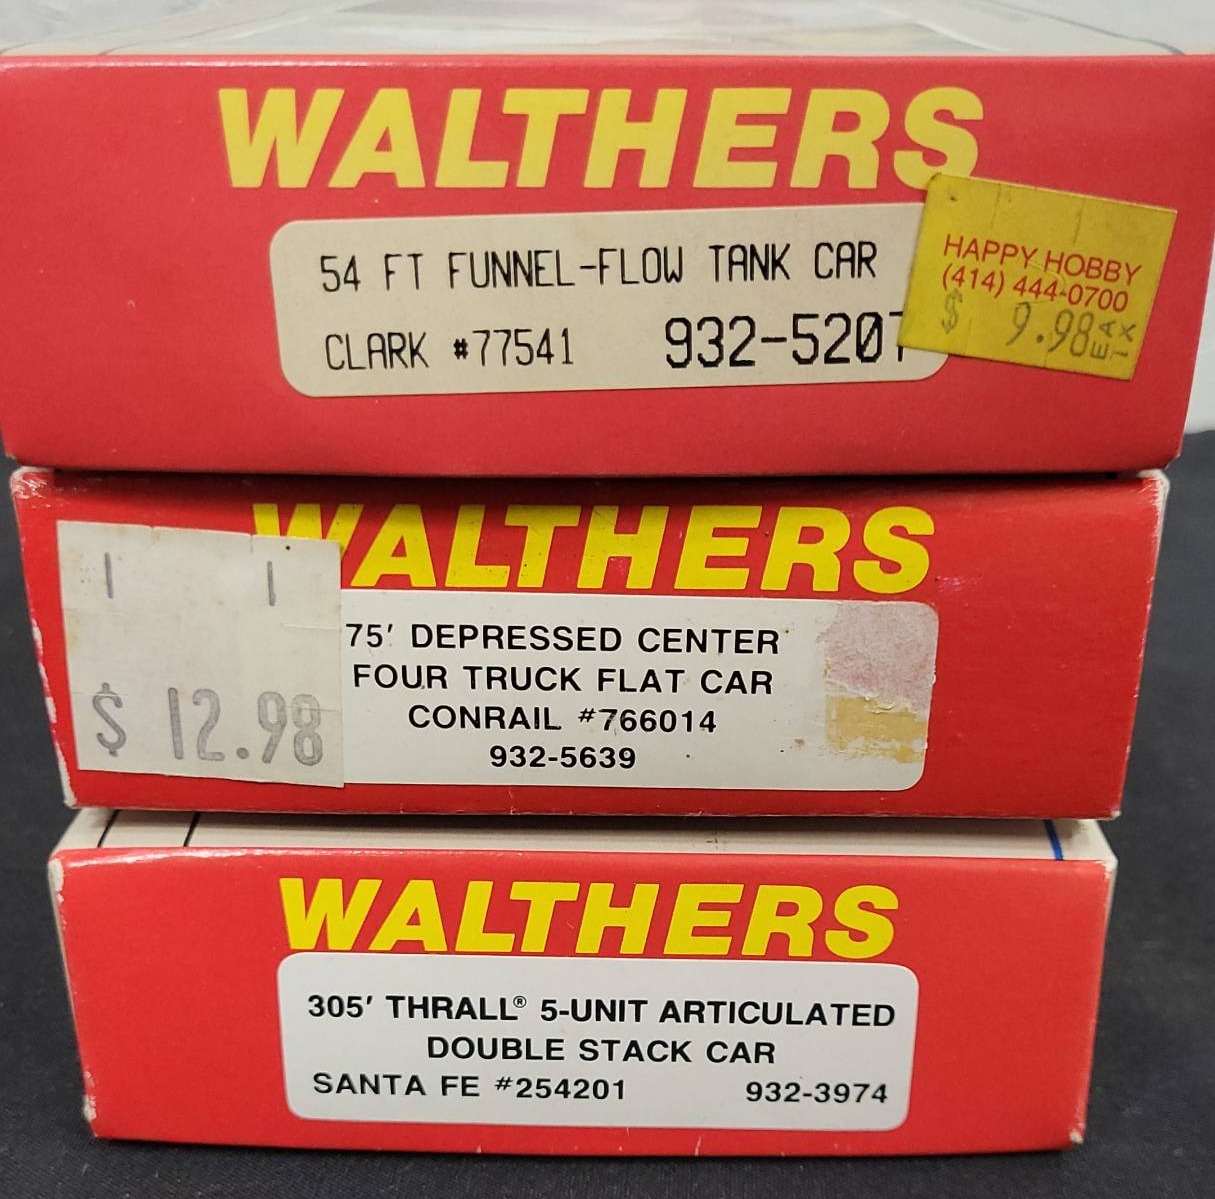 WALTHERS
54 FT FUNNEL-FLOW TANK CAR
CLARK #77541 932-5207
HAPPY HOBBY
(414) 444-0700
$ 9.98
WALTHERS
$ 12.98
75' DEPRESSED CENTER
FOUR TRUCK FLAT CAR
CONRAIL #766014
932-5639
WALTHERS
305' THRALL® 5-UNIT ARTICULATED
DOUBLE STACK CAR
SANTA FE #254201 932-3974